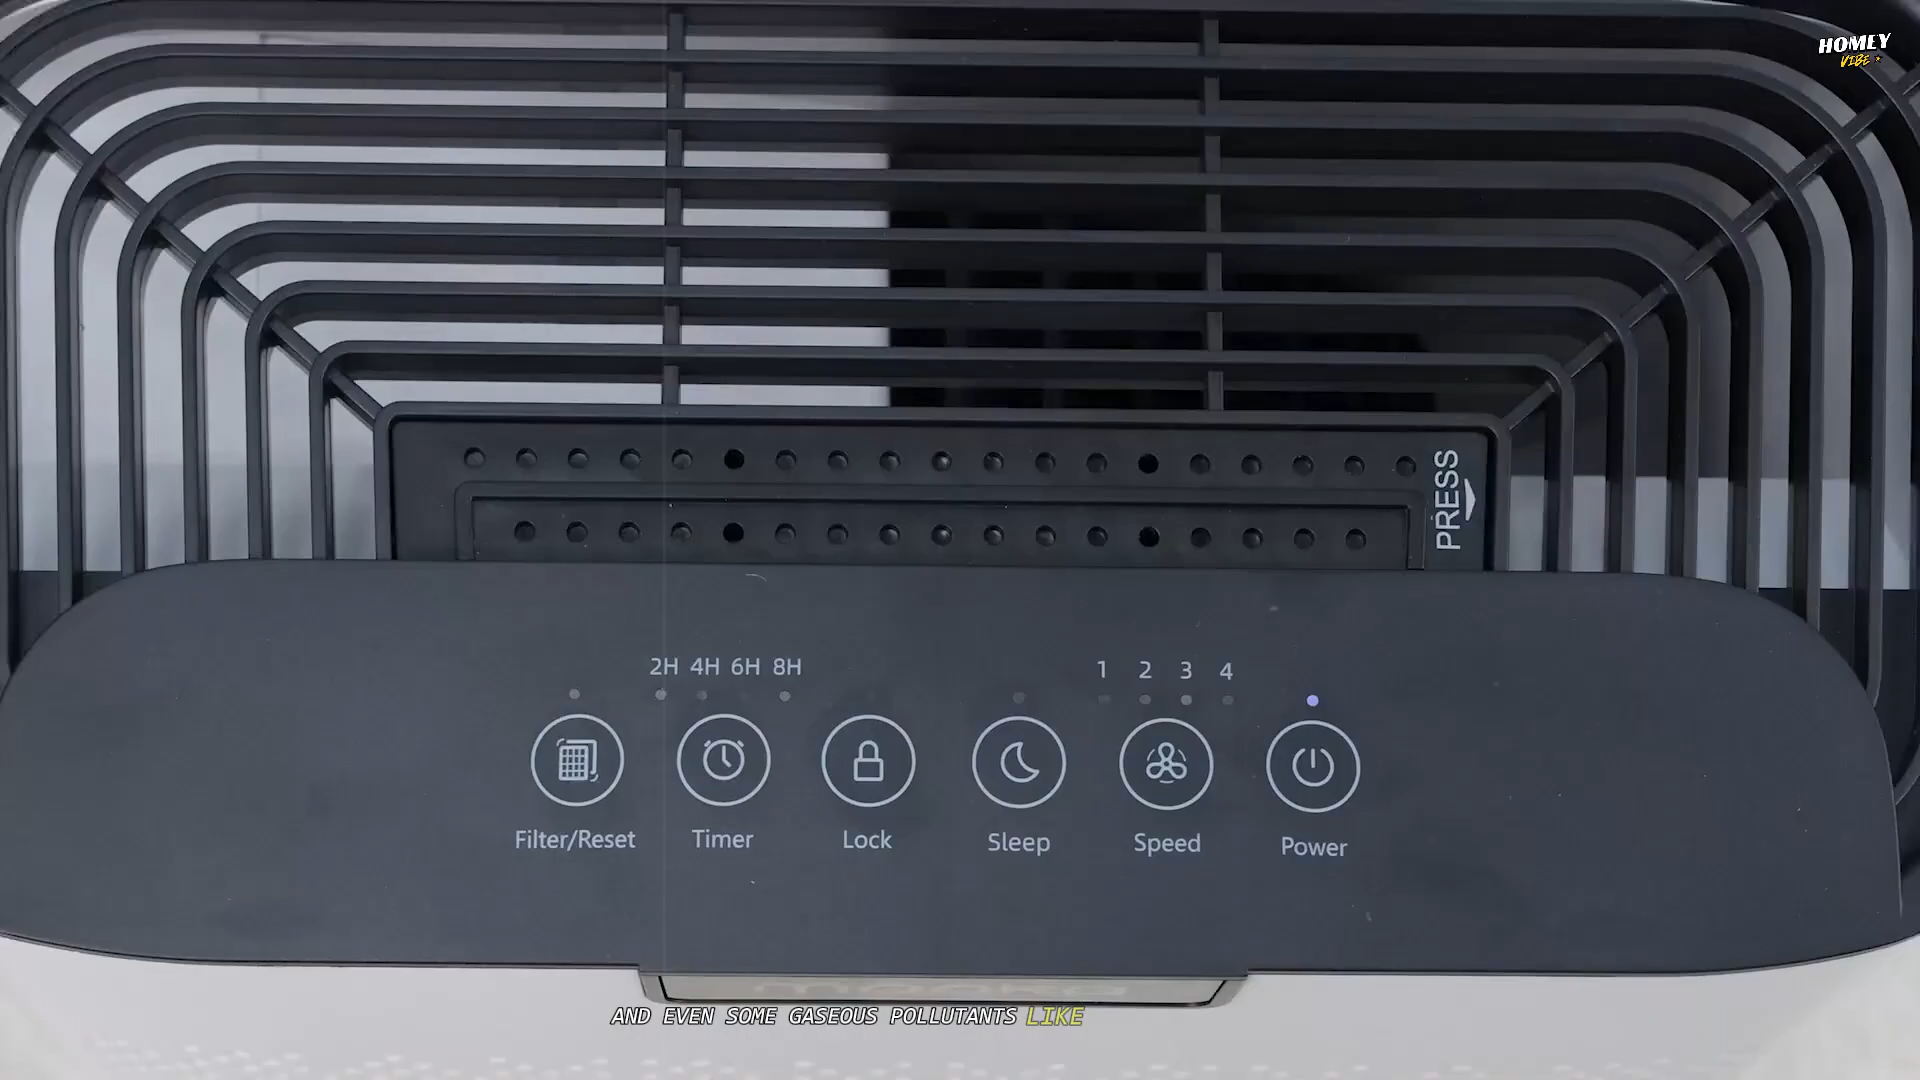 HOMEY
VIBE
PRESS
2H 4H 6H 8H
1 2 3 4
Filter/Reset Timer Lock Sleep Speed Power
AND EVEN SOME GASEOUS POLLUTANTS LIKE